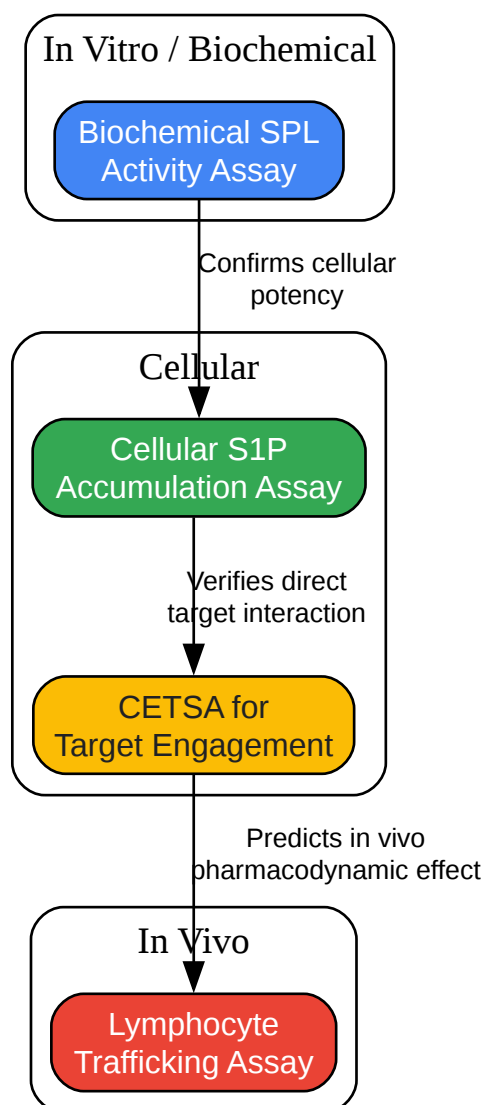 In Vitro / Biochemical
Biochemical SPL
Activity Assay
Confirms cellular
potency
Cellular
Cellular S1P
Accumulation Assay
Verifies direct
target interaction
CETSA for
Target Engagement
Predicts in vivo
pharmacodynamic effect
In Vivo
Lymphocyte
Trafficking Assay